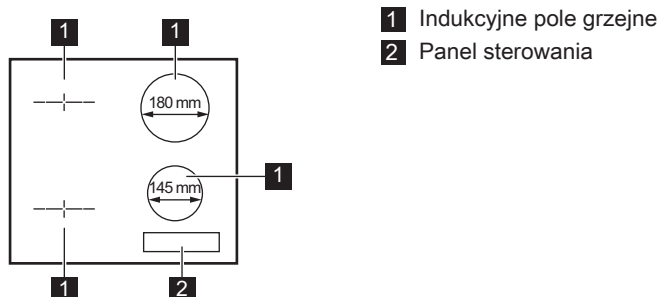 1 1
180 mm
145 mm
1
1 2
1 Indukcyjne pole grzejne
2 Panel sterowania